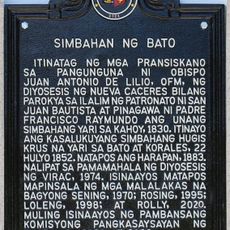 SIMBAHAN NG BATO
ITINATAG NG MGA PRANSISKANO
SA PANGUNGUNA NI OBISPO
JUAN ANTONIO DE LILIO, OFM, NG
DIYOSESIS NG NUEVA CACERES BILANG
PAROKYA SA ILALIM NG PATRONATO NI SAN
JUAN BAUTISTA AT PINAGAWA NI PADRE
FRANCISCO RAYMUNDO ANG UNANG
SIMBAHANG YARI SA KAHOY, 1830. ITINAYO
ANG KASALUKUYANG SIMBAHANG HUGIS
KRUS NA YARI SA BATO AT KORALES, 22
HULYO 1852. NATAPOS ANG HARAPAN, 1883.
NALIPAT SA PAMAMAHALA NG DIYOSESIS
NG VIRAC, 1974. ISINAAYOS MATAPOS
MAPINSALA NG MGA MALALAKAS NA
BAGYONG SENING, 1970; ROSING, 1995;
LOLENG, 1998; AT ROLLY, 2020.
MULING ISINAAYOS NG PAMBANSANG
KOMISYONG PANGKASAYSAYAN NG